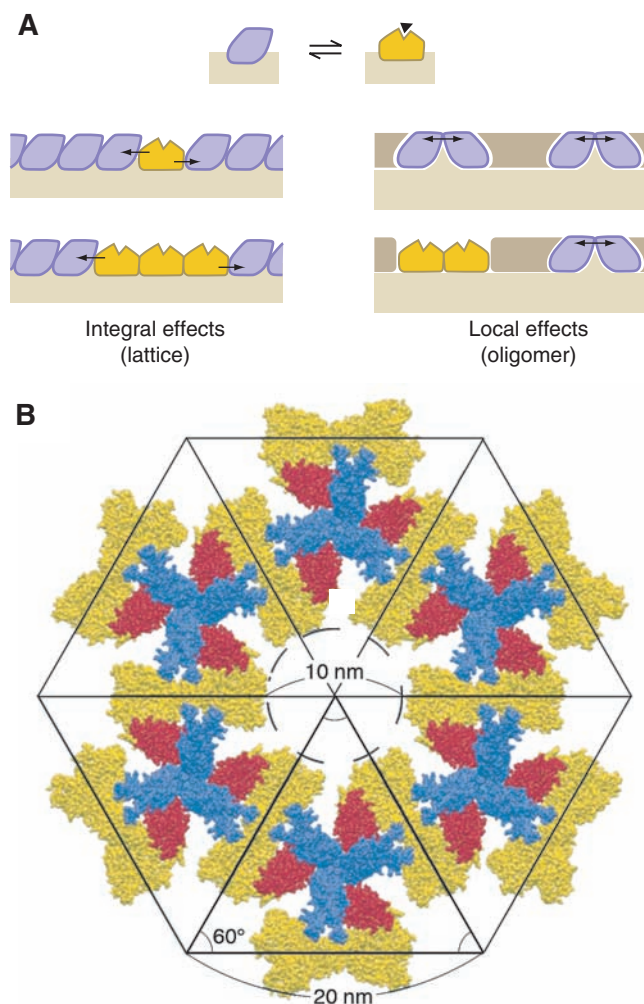 A
Integral effects
(lattice)
Local effects
(oligomer)
B
10 nm
60°
20 nm